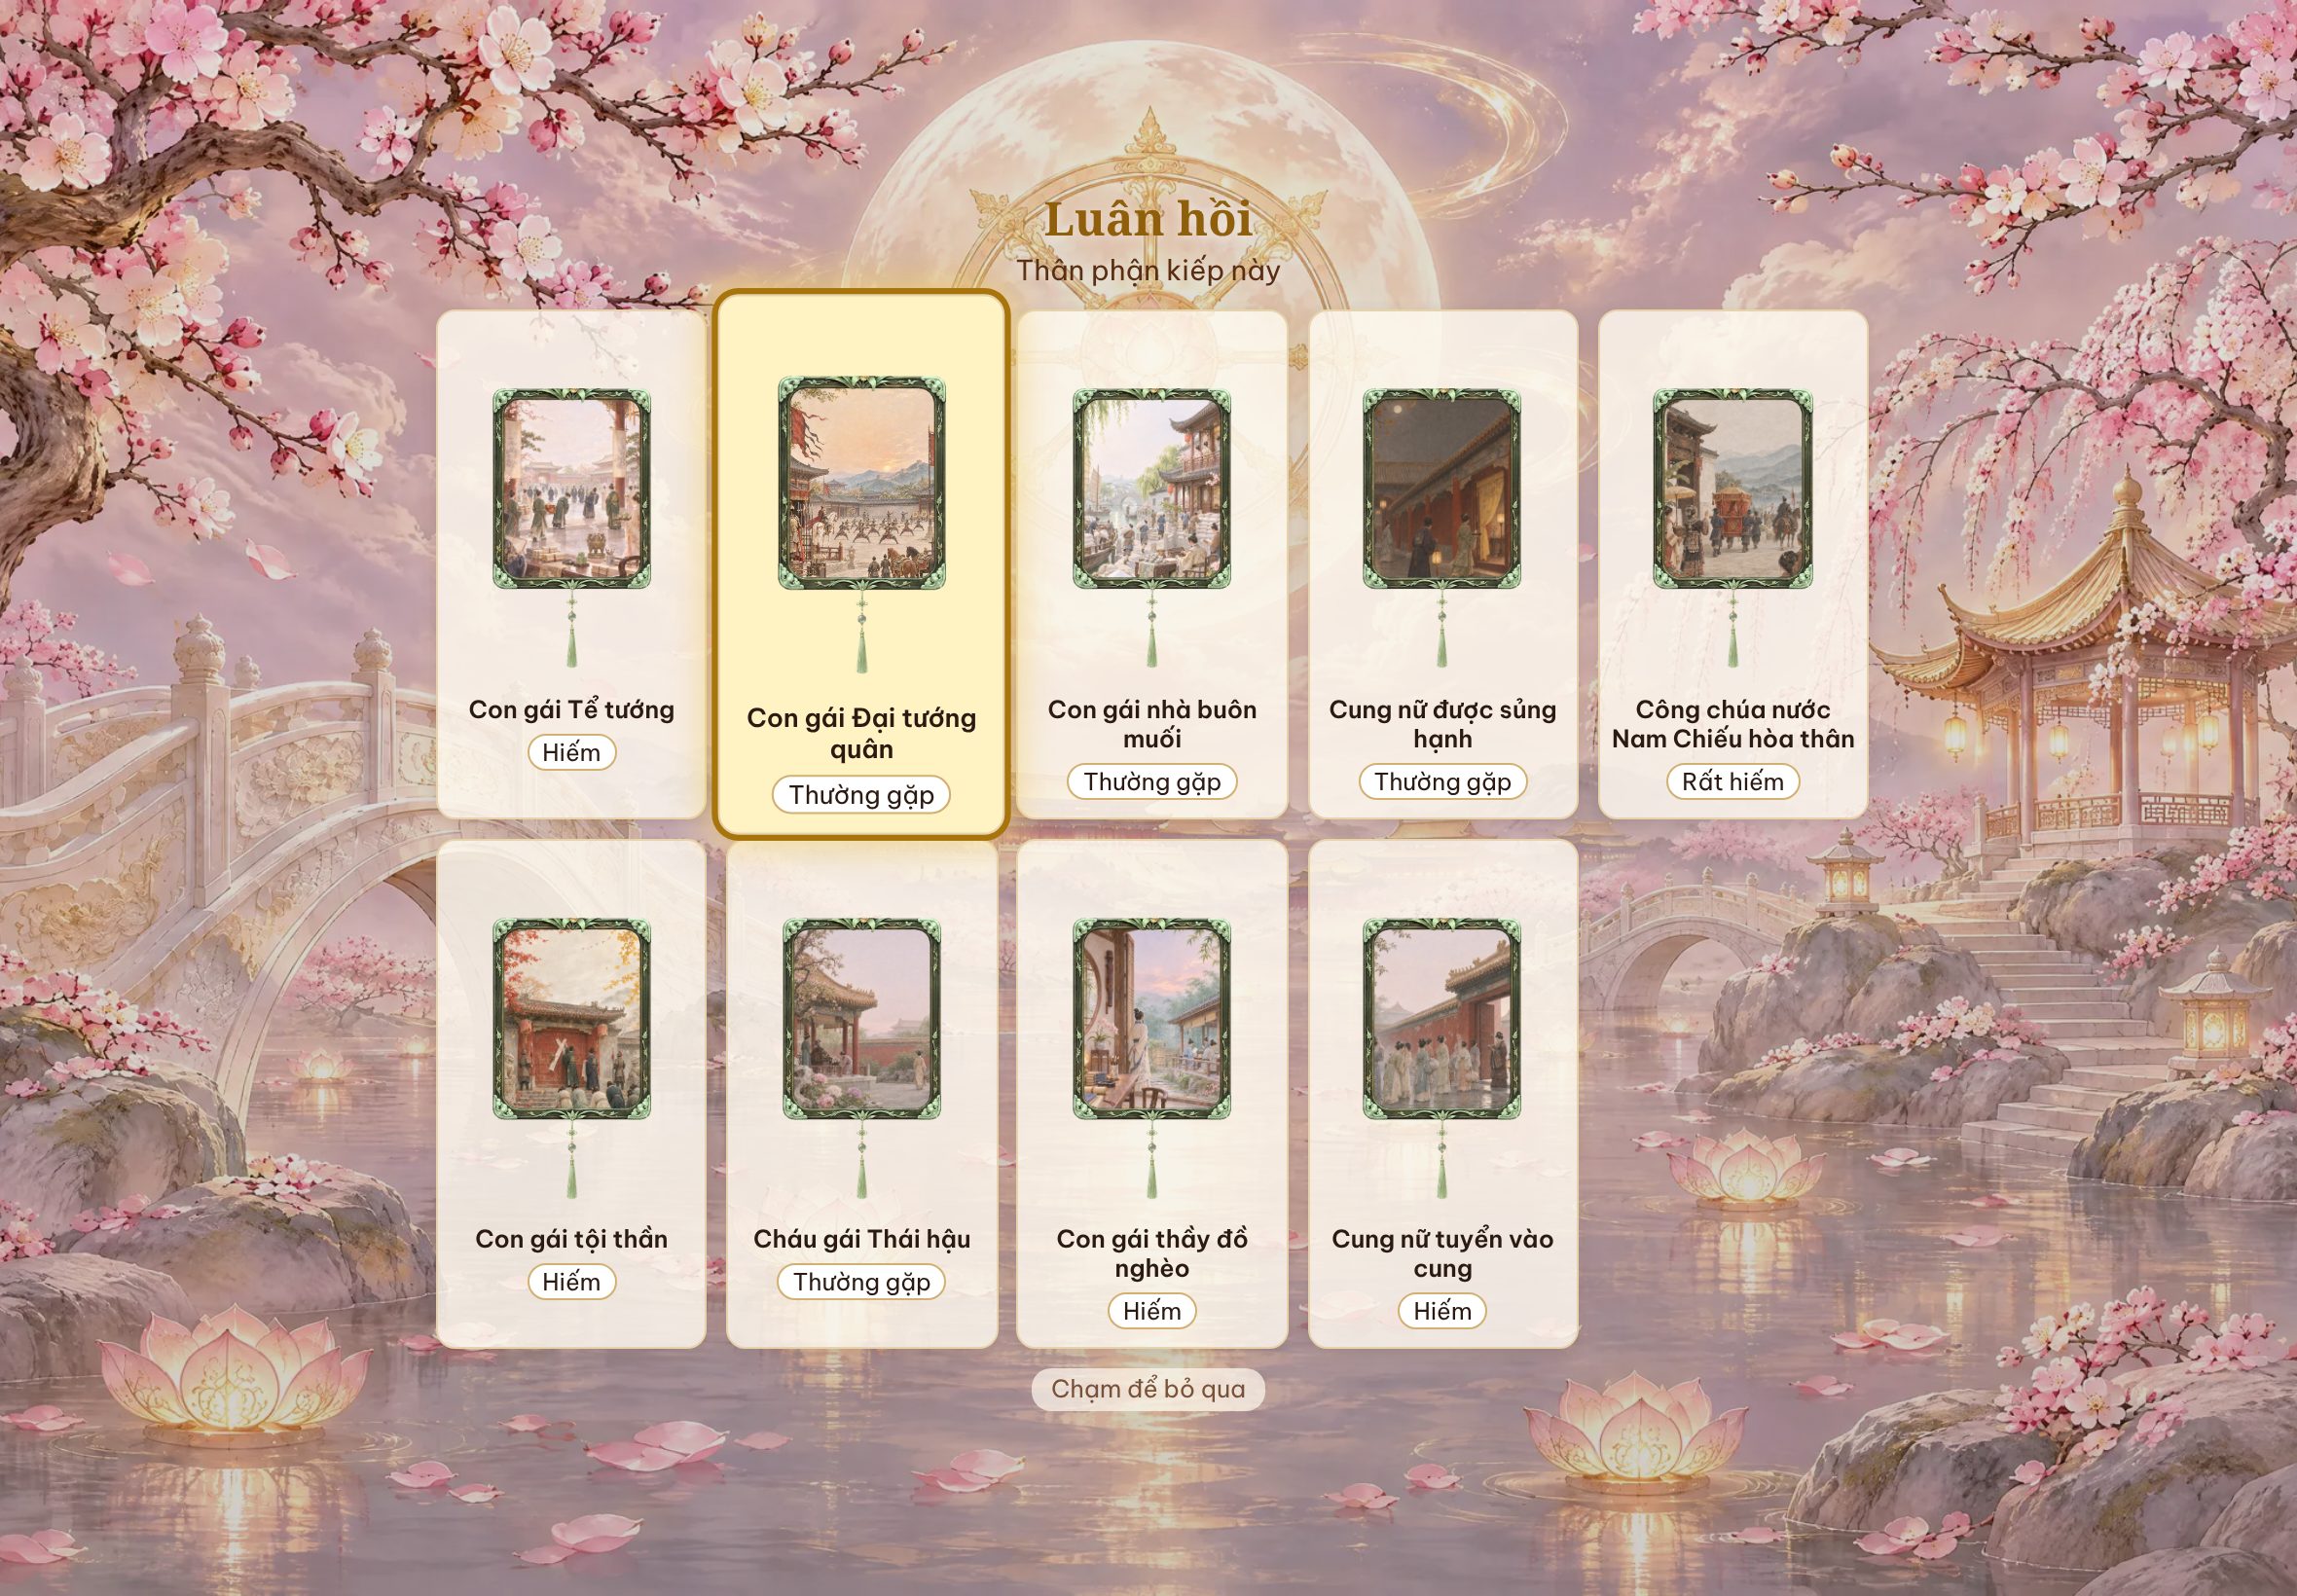 Luân hồi
Thân phận kiếp này
Con gái Tể tướng
Hiếm
Con gái Đại tướng
quân
Thường gặp
Con gái nhà buôn
muối
Thường gặp
Cung nữ được sủng
hạnh
Thường gặp
Công chúa nước
Nam Chiếu hòa thân
Rất hiếm
Con gái tội thần
Hiếm
Cháu gái Thái hậu
Thường gặp
Con gái thầy đồ
nghèo
Hiếm
Cung nữ tuyển vào
cung
Hiếm
Chạm để bỏ qua